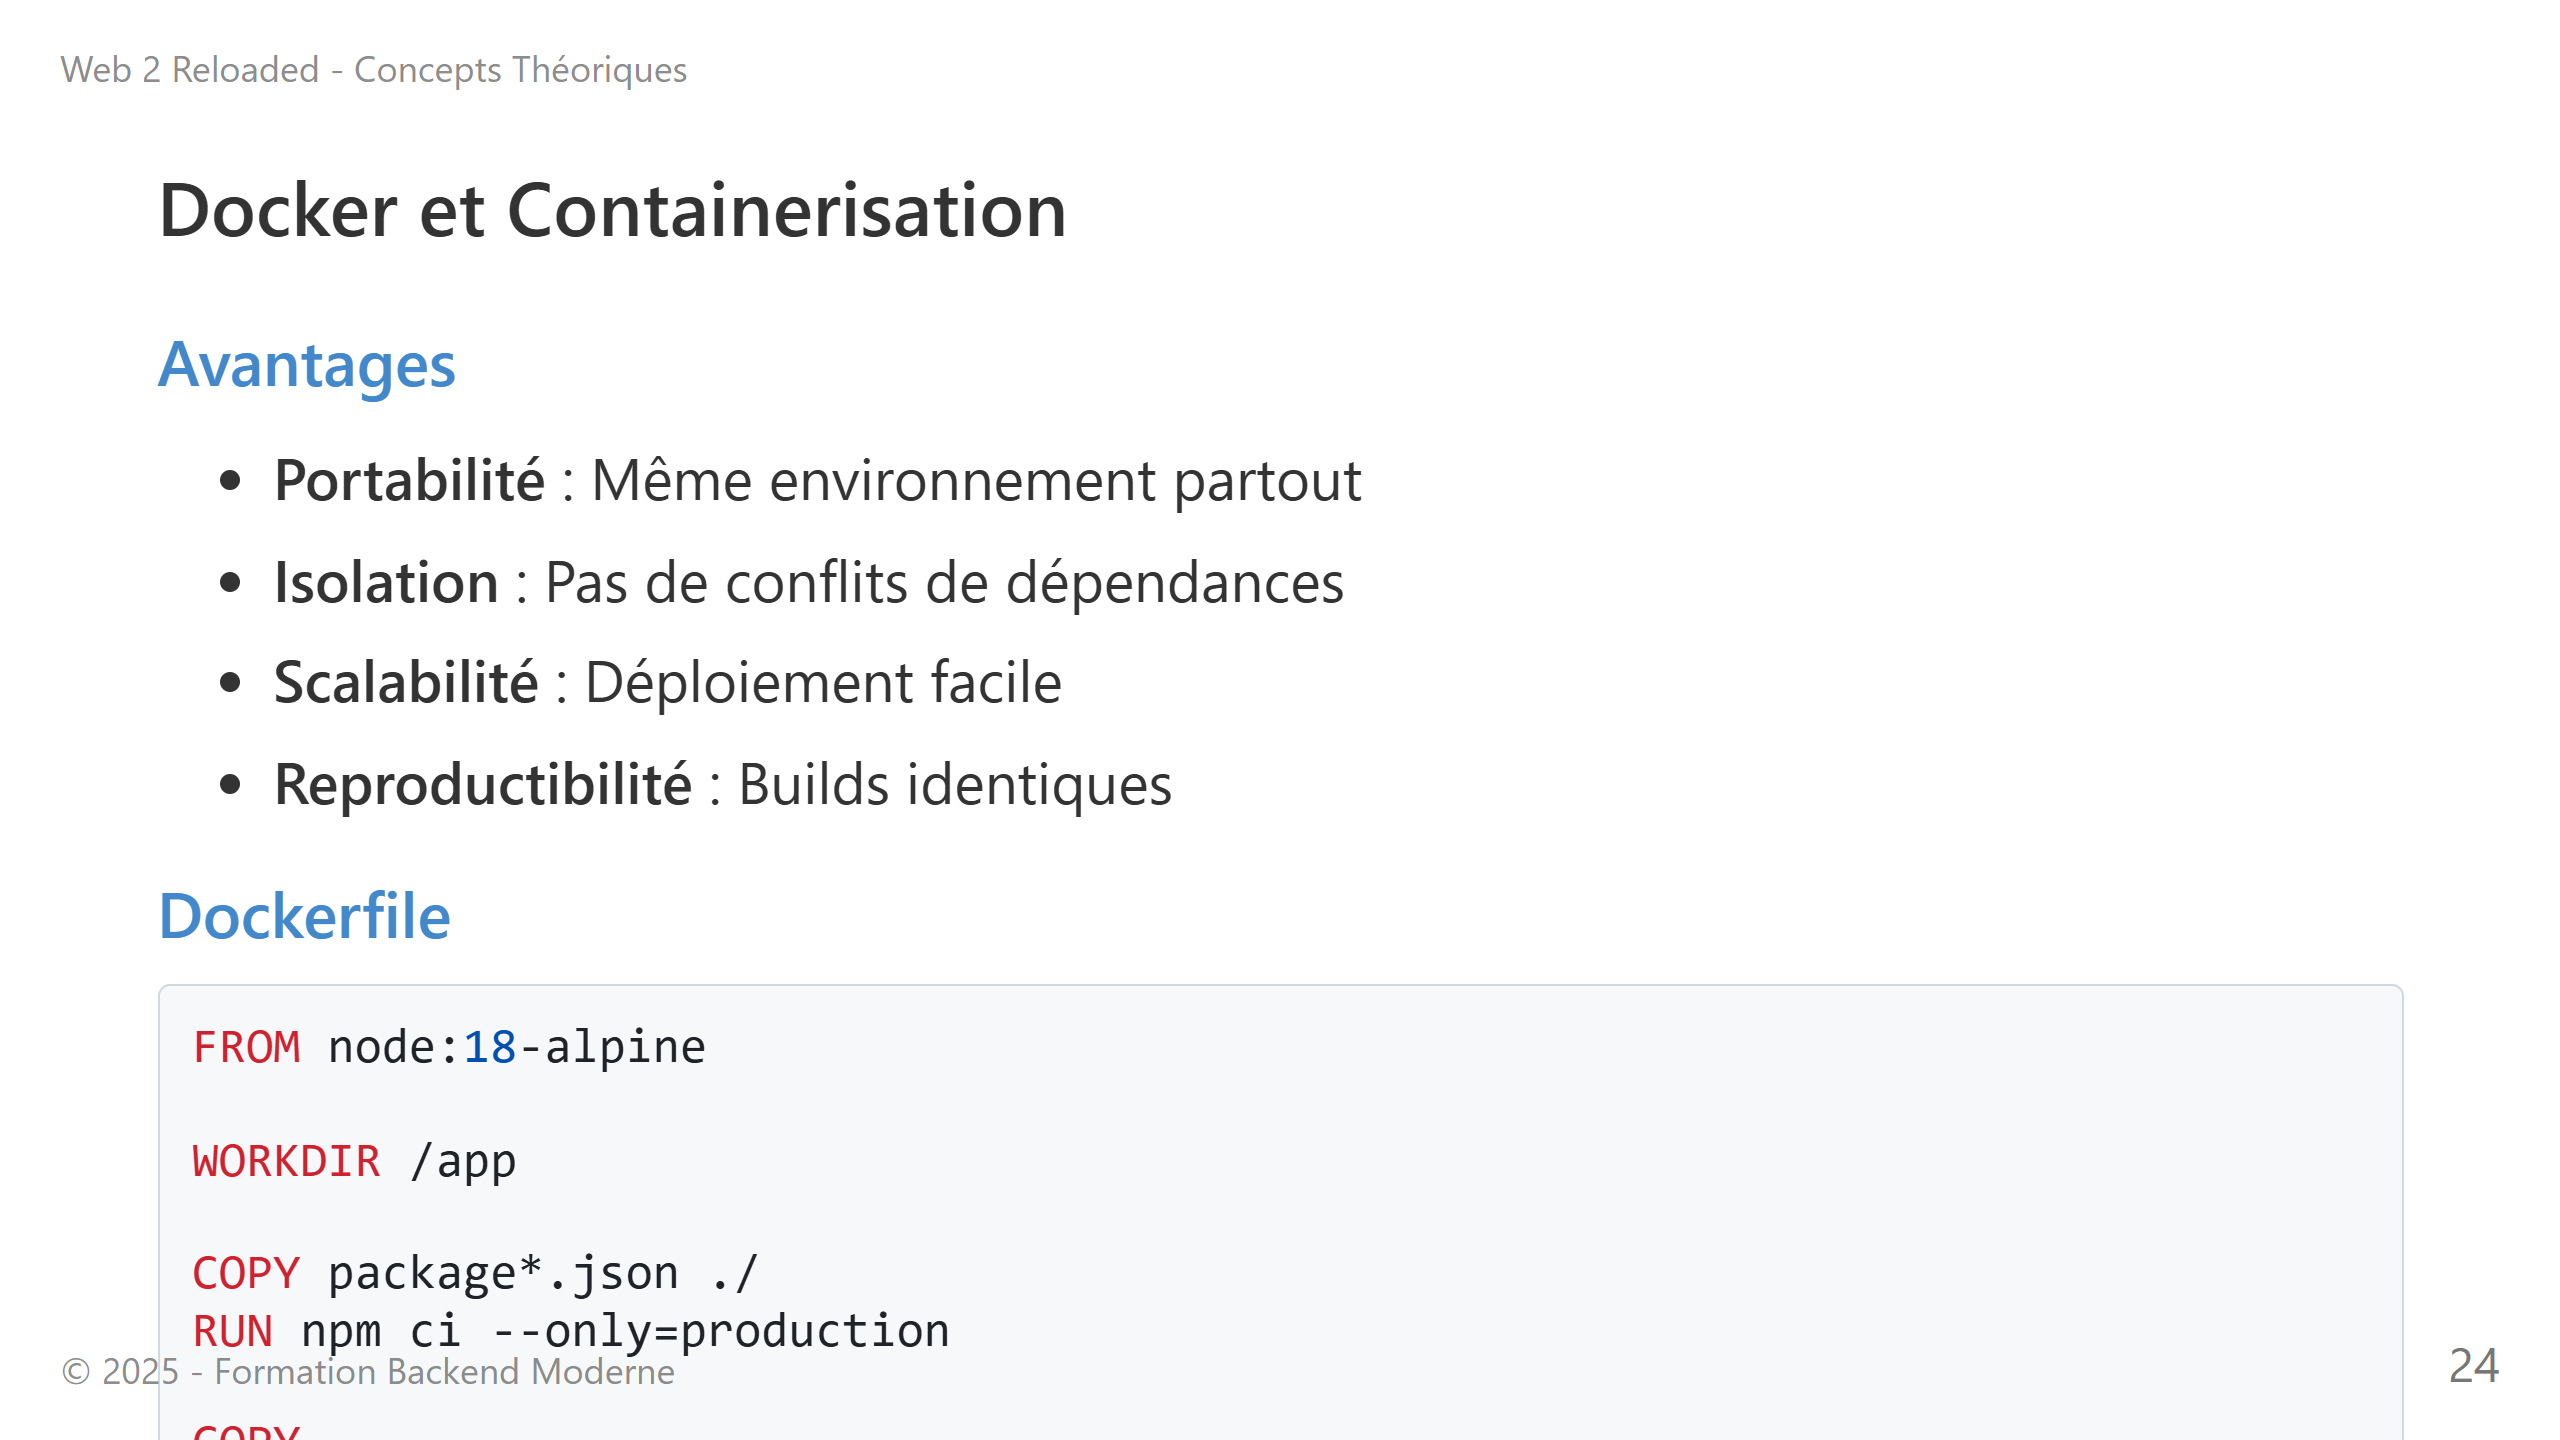 Web 2 Reloaded - Concepts Théoriques
Docker et Containerisation
Avantages
• Portabilité : Même environnement partout
• Isolation : Pas de conflits de dépendances
• Scalabilité : Déploiement facile
• Reproductibilité : Builds identiques
Dockerfile
FROM node:18-alpine
WORKDIR /app
COPY package*.json ./
RUN npm ci --only=production
COPY
© 2025 - Formation Backend Moderne
24